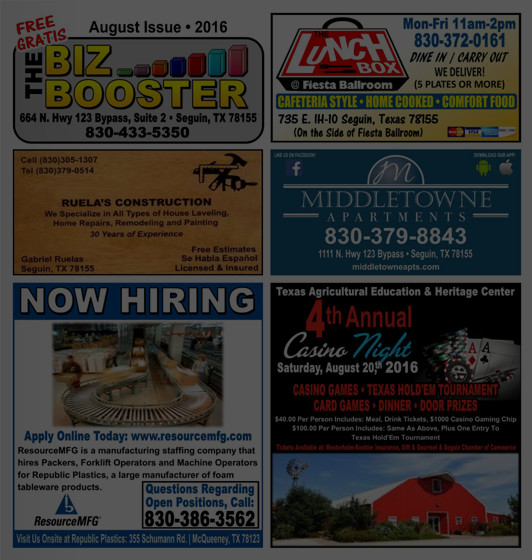 FREE
GRATIS
August Issue • 2016
THE BIZ
BOOSTER
664 N. Hwy 123 Bypass, Suite 2 • Seguin, TX 78155
830-433-5350
THE
LUNCH
BOX
@ Fiesta Ballroom
Mon-Fri 11am-2pm
830-372-0161
DINE IN / CARRY OUT
WE DELIVER!
(5 PLATES OR MORE)
CAFETERIA STYLE • HOME COOKED • COMFORT FOOD
735 E. IH-10 Seguin, Texas 78155
(On the Side of Fiesta Ballroom)
VISA
Cell (830)305-1307
Tel (830)379-0514
RUELA'S CONSTRUCTION
We Specialize in All Types of House Leveling,
Home Repairs, Remodeling and Painting
30 Years of Experience
Gabriel Ruelas
Seguin, TX 78155
Free Estimates
Se Habla Español
Licensed & Insured
LIKE US ON FACEBOOK!
DOWNLOAD OUR APP!
M
MIDDLETOWNE
APARTMENTS
830-379-8843
1111 N. Hwy 123 Bypass • Seguin, TX 78155
middletowneapts.com
NOW HIRING
Apply Online Today: www.resourcemfg.com
ResourceMFG is a manufacturing staffing company that
hires Packers, Forklift Operators and Machine Operators
for Republic Plastics, a large manufacturer of foam
tableware products.
ResourceMFG®
Questions Regarding
Open Positions, Call:
830-386-3562
Visit Us Onsite at Republic Plastics: 355 Schumann Rd. | McQueeney, TX 78123
Texas Agricultural Education & Heritage Center
4th Annual
Casino Night
Saturday, August 20th 2016
CASINO GAMES • TEXAS HOLD'EM TOURNAMENT
CARD GAMES • DINNER • DOOR PRIZES
$40.00 Per Person Includes: Meal, Drink Tickets, $1000 Casino Gaming Chip
$100.00 Per Person Includes: Same As Above, Plus One Entry To
Texas Hold'Em Tournament